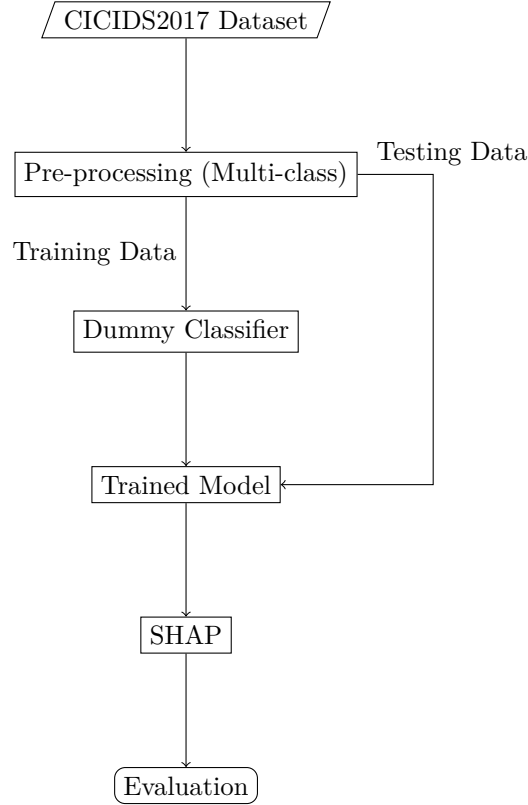 CICIDS2017 Dataset
Pre-processing (Multi-class)
Testing Data
Training Data
Dummy Classifier
Trained Model
SHAP
Evaluation